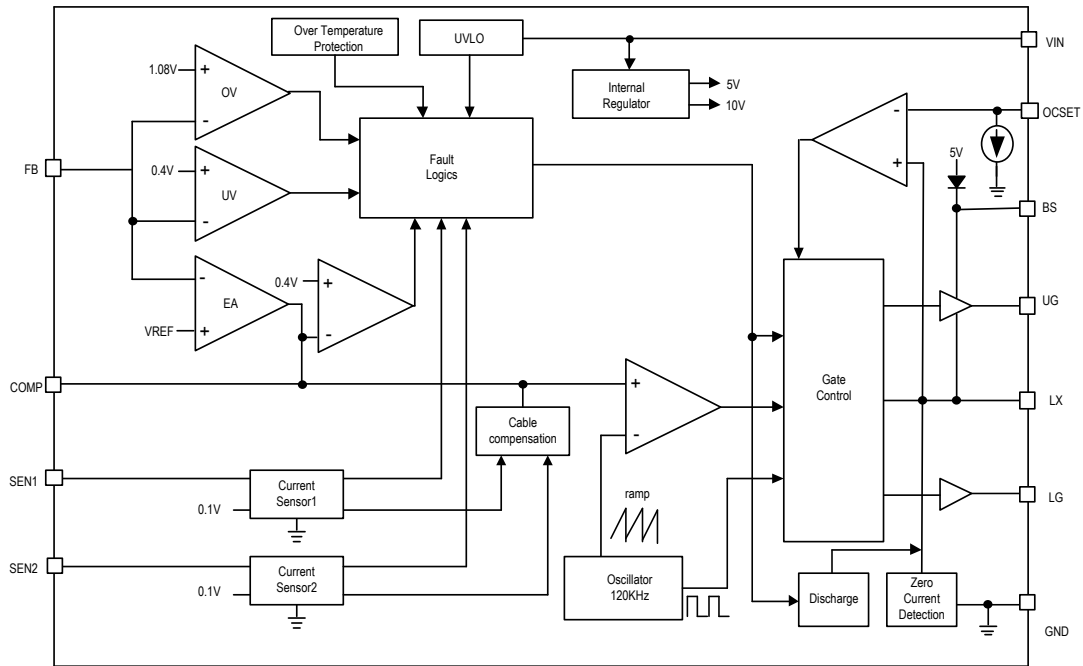 Over Temperature
Protection
UVLO
VIN
1.08V
+
OV
-
Internal
Regulator
5V
10V
OCSET
-
+
FB
0.4V
+
UV
-
Fault
Logics
5V
BS
-
EA
VREF
+
0.4V
+
-
UG
COMP
+
-
Gate
Control
LX
Cable
compensation
SEN1
Current
Sensor1
0.1V
ramp
LG
SEN2
Current
Sensor2
0.1V
Oscillator
120KHz
Discharge
Zero
Current
Detection
GND